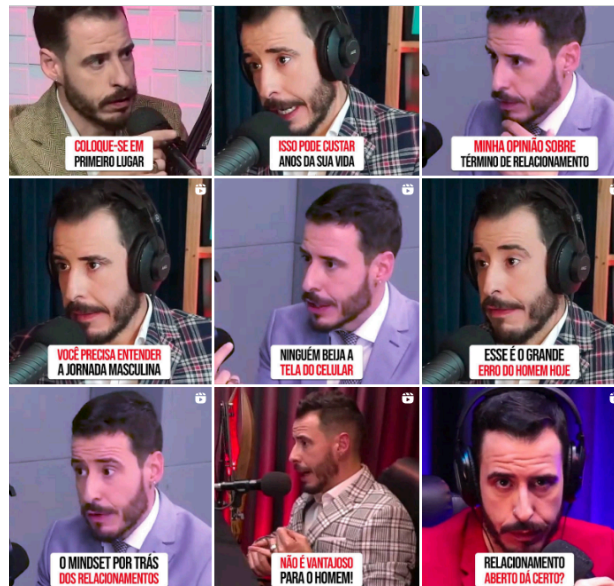 COLOQUE-SE EM
PRIMEIRO LUGAR
ISSO PODE CUSTAR
ANOS DA SUA VIDA
MINHA OPINIÃO SOBRE
TÉRMINO DE RELACIONAMENTO
VOCÊ PRECISA ENTENDER
A JORNADA MASCULINA
NINGUÉM BEIJA A
TELA DO CELULAR
ESSE É O GRANDE
ERRO DO HOMEM HOJE
O MINDSET POR TRÁS
DOS RELACIONAMENTOS
NÃO É VANTAJOSO
PARA O HOMEM!
RELACIONAMENTO
ABERTO DÁ CERTO?